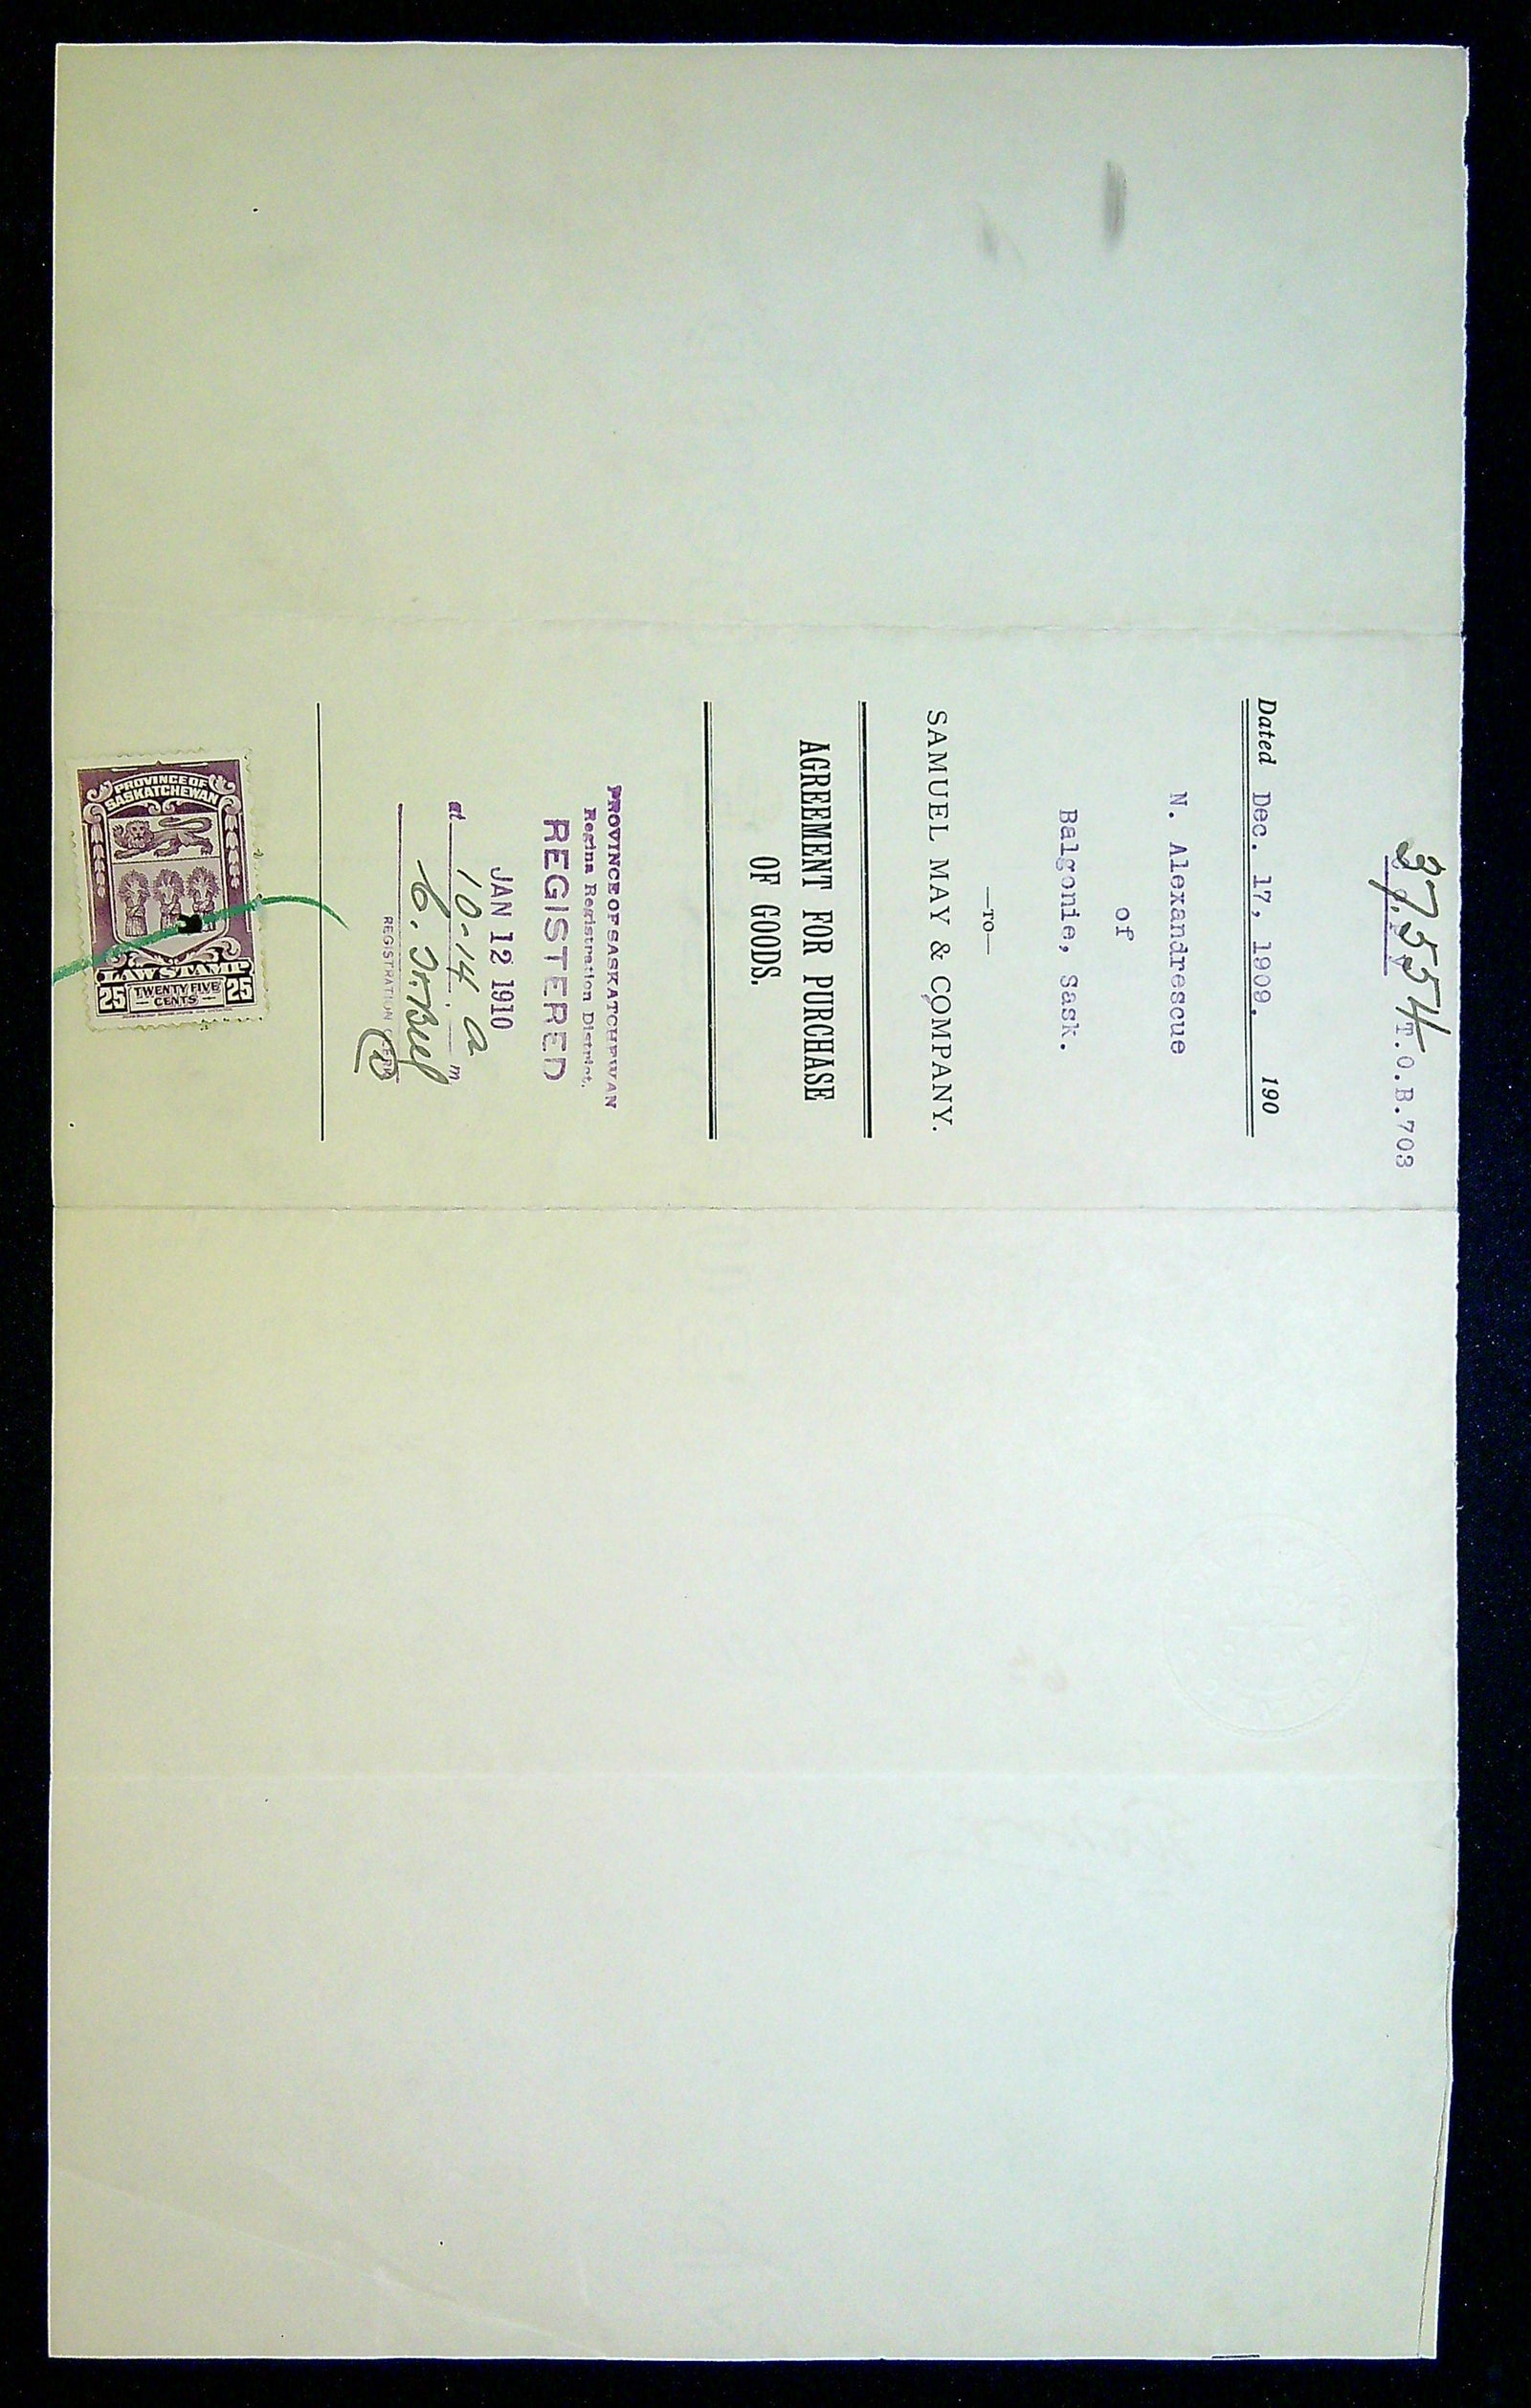 37554
T.O.B.703
Dated Dec. 17, 1909. 190
N. Alexandrescue
of
Balgonie, Sask.
—TO—
SAMUEL MAY & COMPANY.
AGREEMENT FOR PURCHASE
OF GOODS.
PROVINCE OF SASKATCHEWAN
Regina Registration District.
REGISTERED
JAN 12 1910
at 10-14 a m
REGISTRATION CLERK
PROVINCE OF
SASKATCHEWAN
LAW STAMP
25 TWENTY FIVE CENTS 25